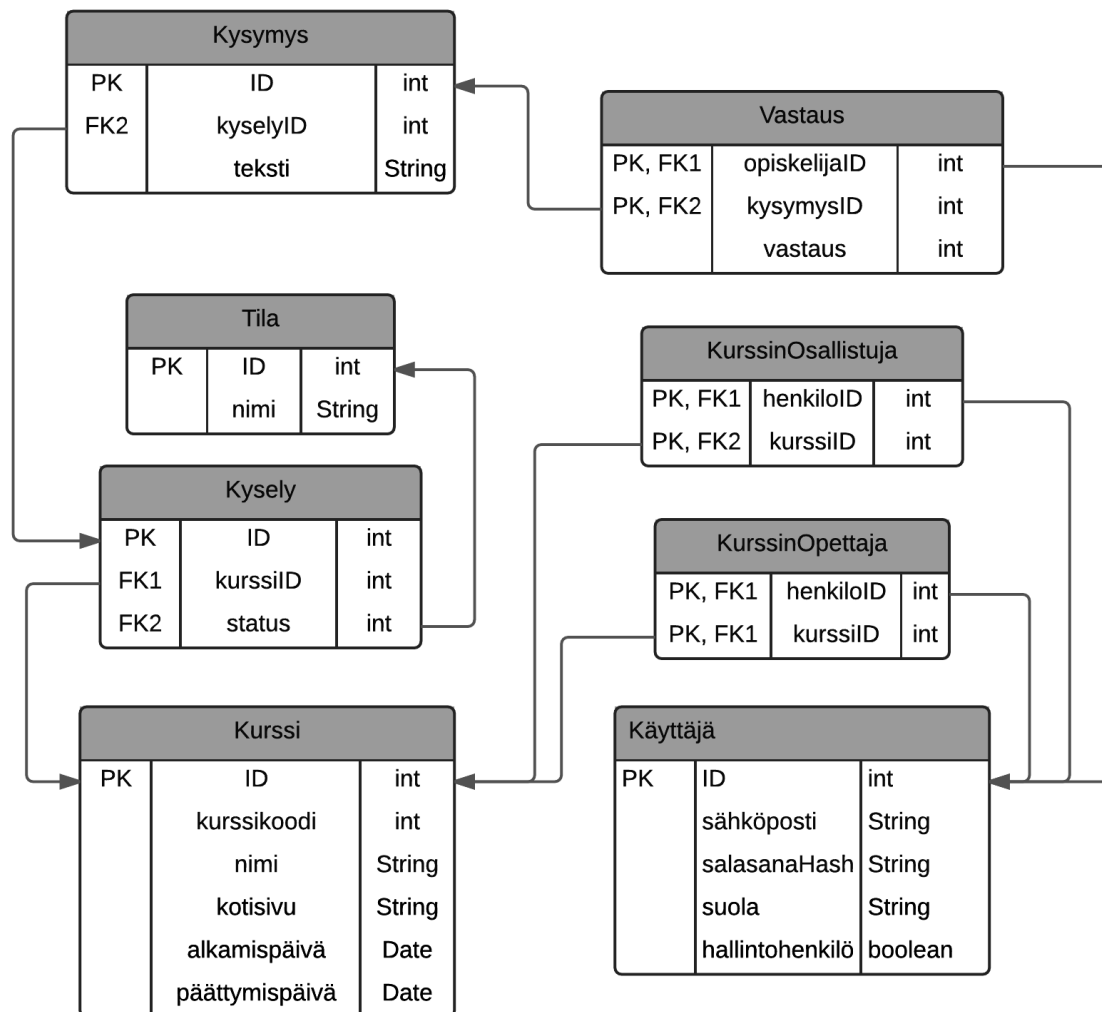 Kysymys
PK ID int
FK2 kyselyID int
teksti String
Vastaus
PK, FK1 opiskelijaID int
PK, FK2 kysymysID int
vastaus int
Tila
PK ID int
nimi String
KurssinOsallistuja
PK, FK1 henkiloID int
PK, FK2 kurssiID int
Kysely
PK ID int
FK1 kurssiID int
FK2 status int
KurssinOpettaja
PK, FK1 henkiloID int
PK, FK1 kurssiID int
Kurssi
PK ID int
kurssikoodi int
nimi String
kotisivu String
alkamispäivä Date
päättymispäivä Date
Käyttäjä
PK ID int
sähköposti String
salasanaHash String
suola String
hallintohenkilö boolean